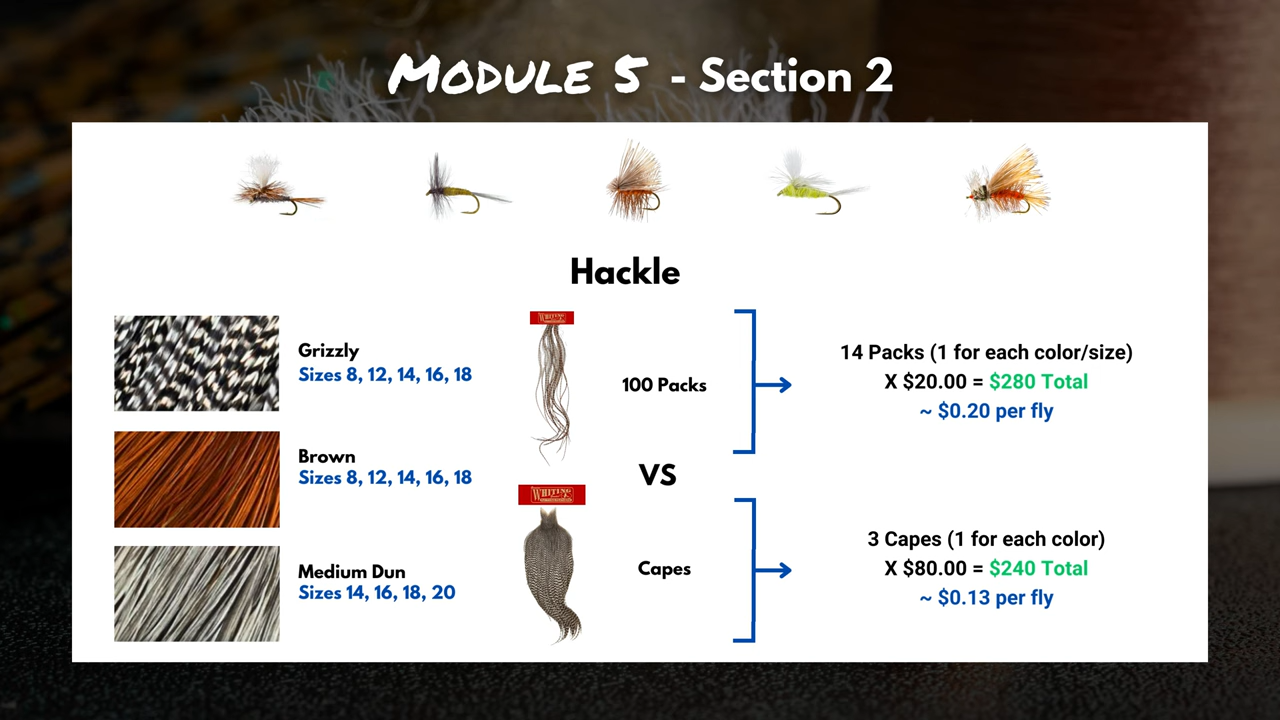 Module 5 - Section 2
Hackle
Grizzly
Sizes 8, 12, 14, 16, 18
Brown
Sizes 8, 12, 14, 16, 18
Medium Dun
Sizes 14, 16, 18, 20
WHITING
100 Packs
VS
WHITING
Capes
14 Packs (1 for each color/size)
X $20.00 = $280 Total
~ $0.20 per fly
3 Capes (1 for each color)
X $80.00 = $240 Total
~ $0.13 per fly